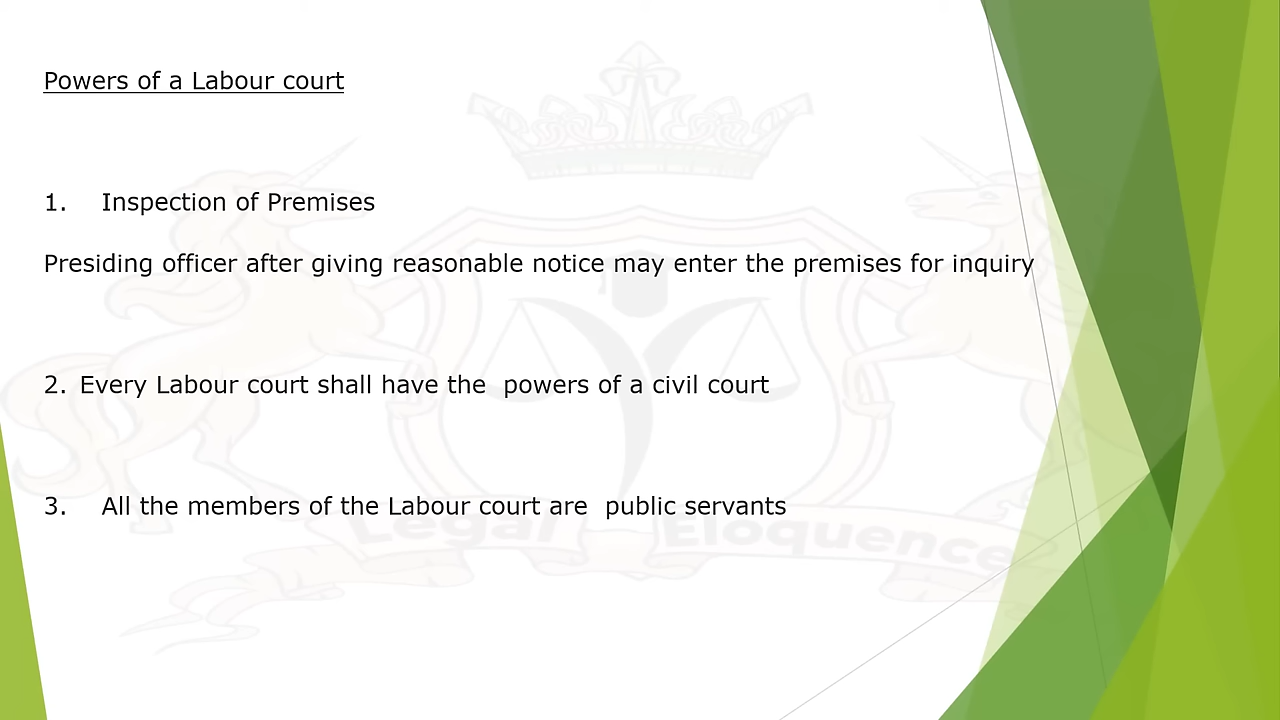 Powers of a Labour court
1. Inspection of Premises
Presiding officer after giving reasonable notice may enter the premises for inquiry
2. Every Labour court shall have the powers of a civil court
3. All the members of the Labour court are public servants
Legal Eloquence